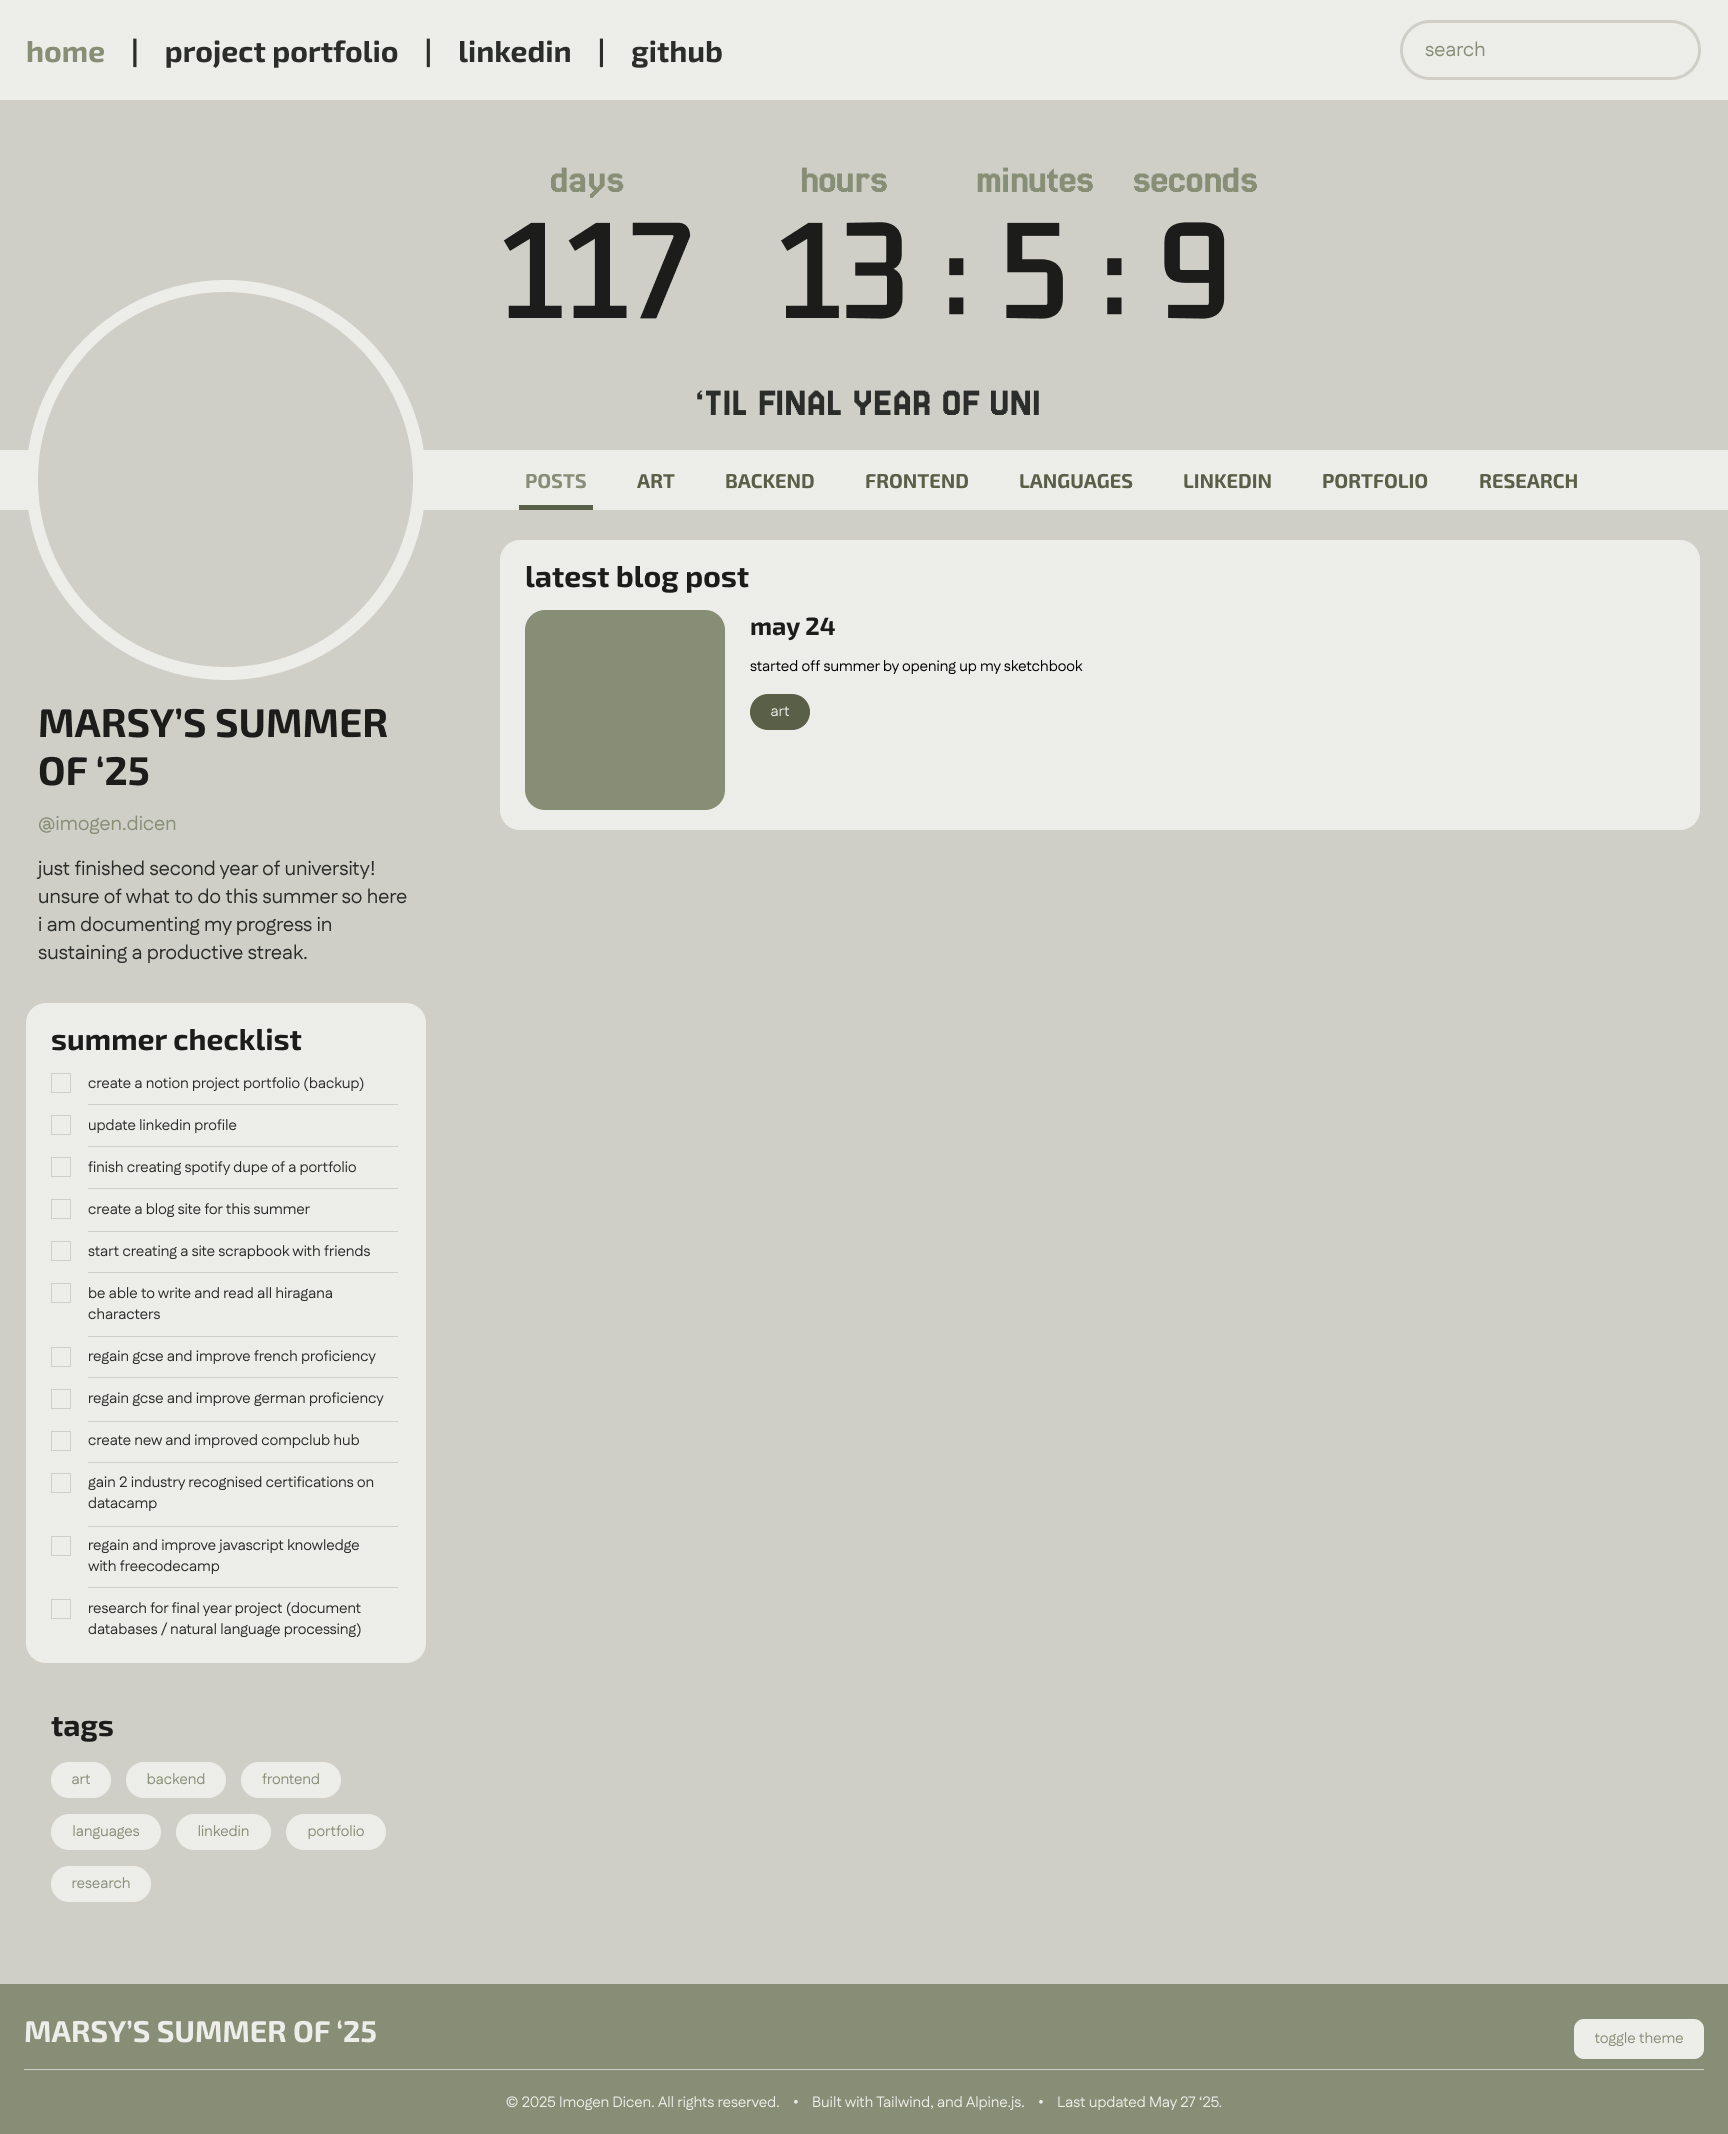 home | project portfolio | linkedin | github
search
days hours minutes seconds
117 13 : 5 : 9
‘TIL FINAL YEAR OF UNI
POSTS ART BACKEND FRONTEND LANGUAGES LINKEDIN PORTFOLIO RESEARCH
latest blog post
may 24
started off summer by opening up my sketchbook
art
MARSY’S SUMMER
OF ‘25
@imogen.dicen
just finished second year of university!
unsure of what to do this summer so here
i am documenting my progress in
sustaining a productive streak.
summer checklist
create a notion project portfolio (backup)
update linkedin profile
finish creating spotify dupe of a portfolio
create a blog site for this summer
start creating a site scrapbook with friends
be able to write and read all hiragana
characters
regain gcse and improve french proficiency
regain gcse and improve german proficiency
create new and improved compclub hub
gain 2 industry recognised certifications on
datacamp
regain and improve javascript knowledge
with freecodecamp
research for final year project (document
databases / natural language processing)
tags
art backend frontend
languages linkedin portfolio
research
MARSY’S SUMMER OF ‘25
toggle theme
© 2025 Imogen Dicen. All rights reserved. • Built with Tailwind, and Alpine.js. • Last updated May 27 ‘25.